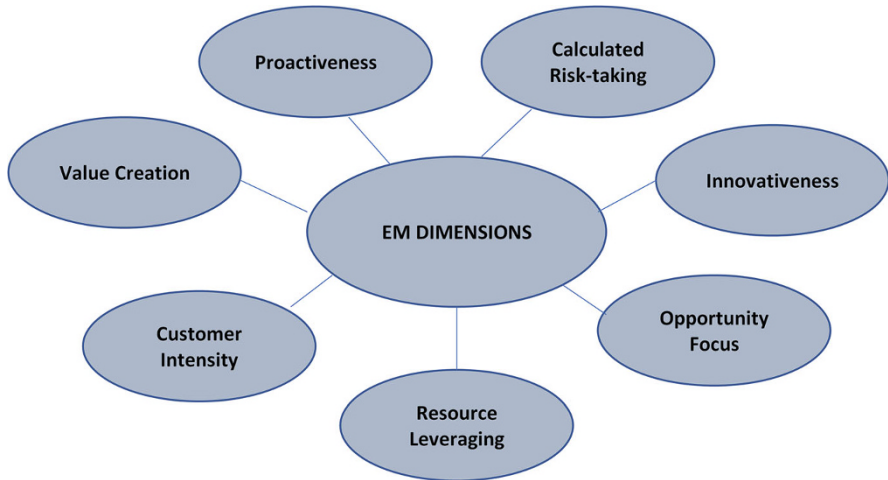 Proactiveness
Calculated
Risk-taking
Value Creation
Innovativeness
EM DIMENSIONS
Customer
Intensity
Opportunity
Focus
Resource
Leveraging